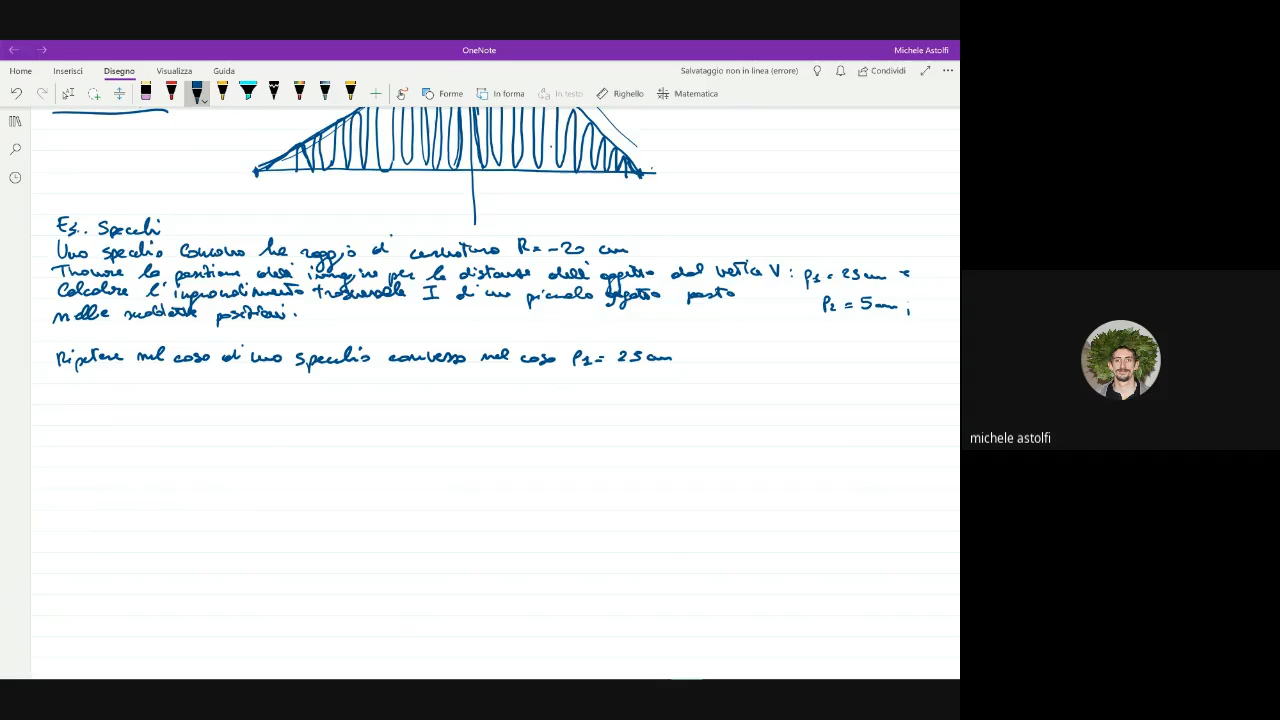 OneNote
Michele Astolfi
Home Inserisci Disegno Visualizza Guida
Salvataggio non in linea (errore) Condividi
Forme In forma In testo Righello Matematica
Es.. Specchi
Uno specchio concavo ha raggio di curvatura R = -20 cm
Trovare la posizione dell'immagine per la distanza dell'oggetto dal vertice V : p1 = 25 cm e
p2 = 5 cm ;
Calcolare l'ingrandimento trasversale I di un piccolo oggetto posto
nelle suddette posizioni.
Ripetere nel caso di uno specchio convesso nel caso p1 = 25 cm
michele astolfi